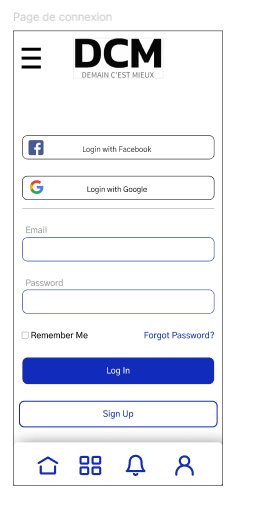 Page de connexion
DCM
DEMAIN C'EST MIEUX
Login with Facebook
Login with Google
Email
Password
Remember Me Forgot Password?
Log In
Sign Up